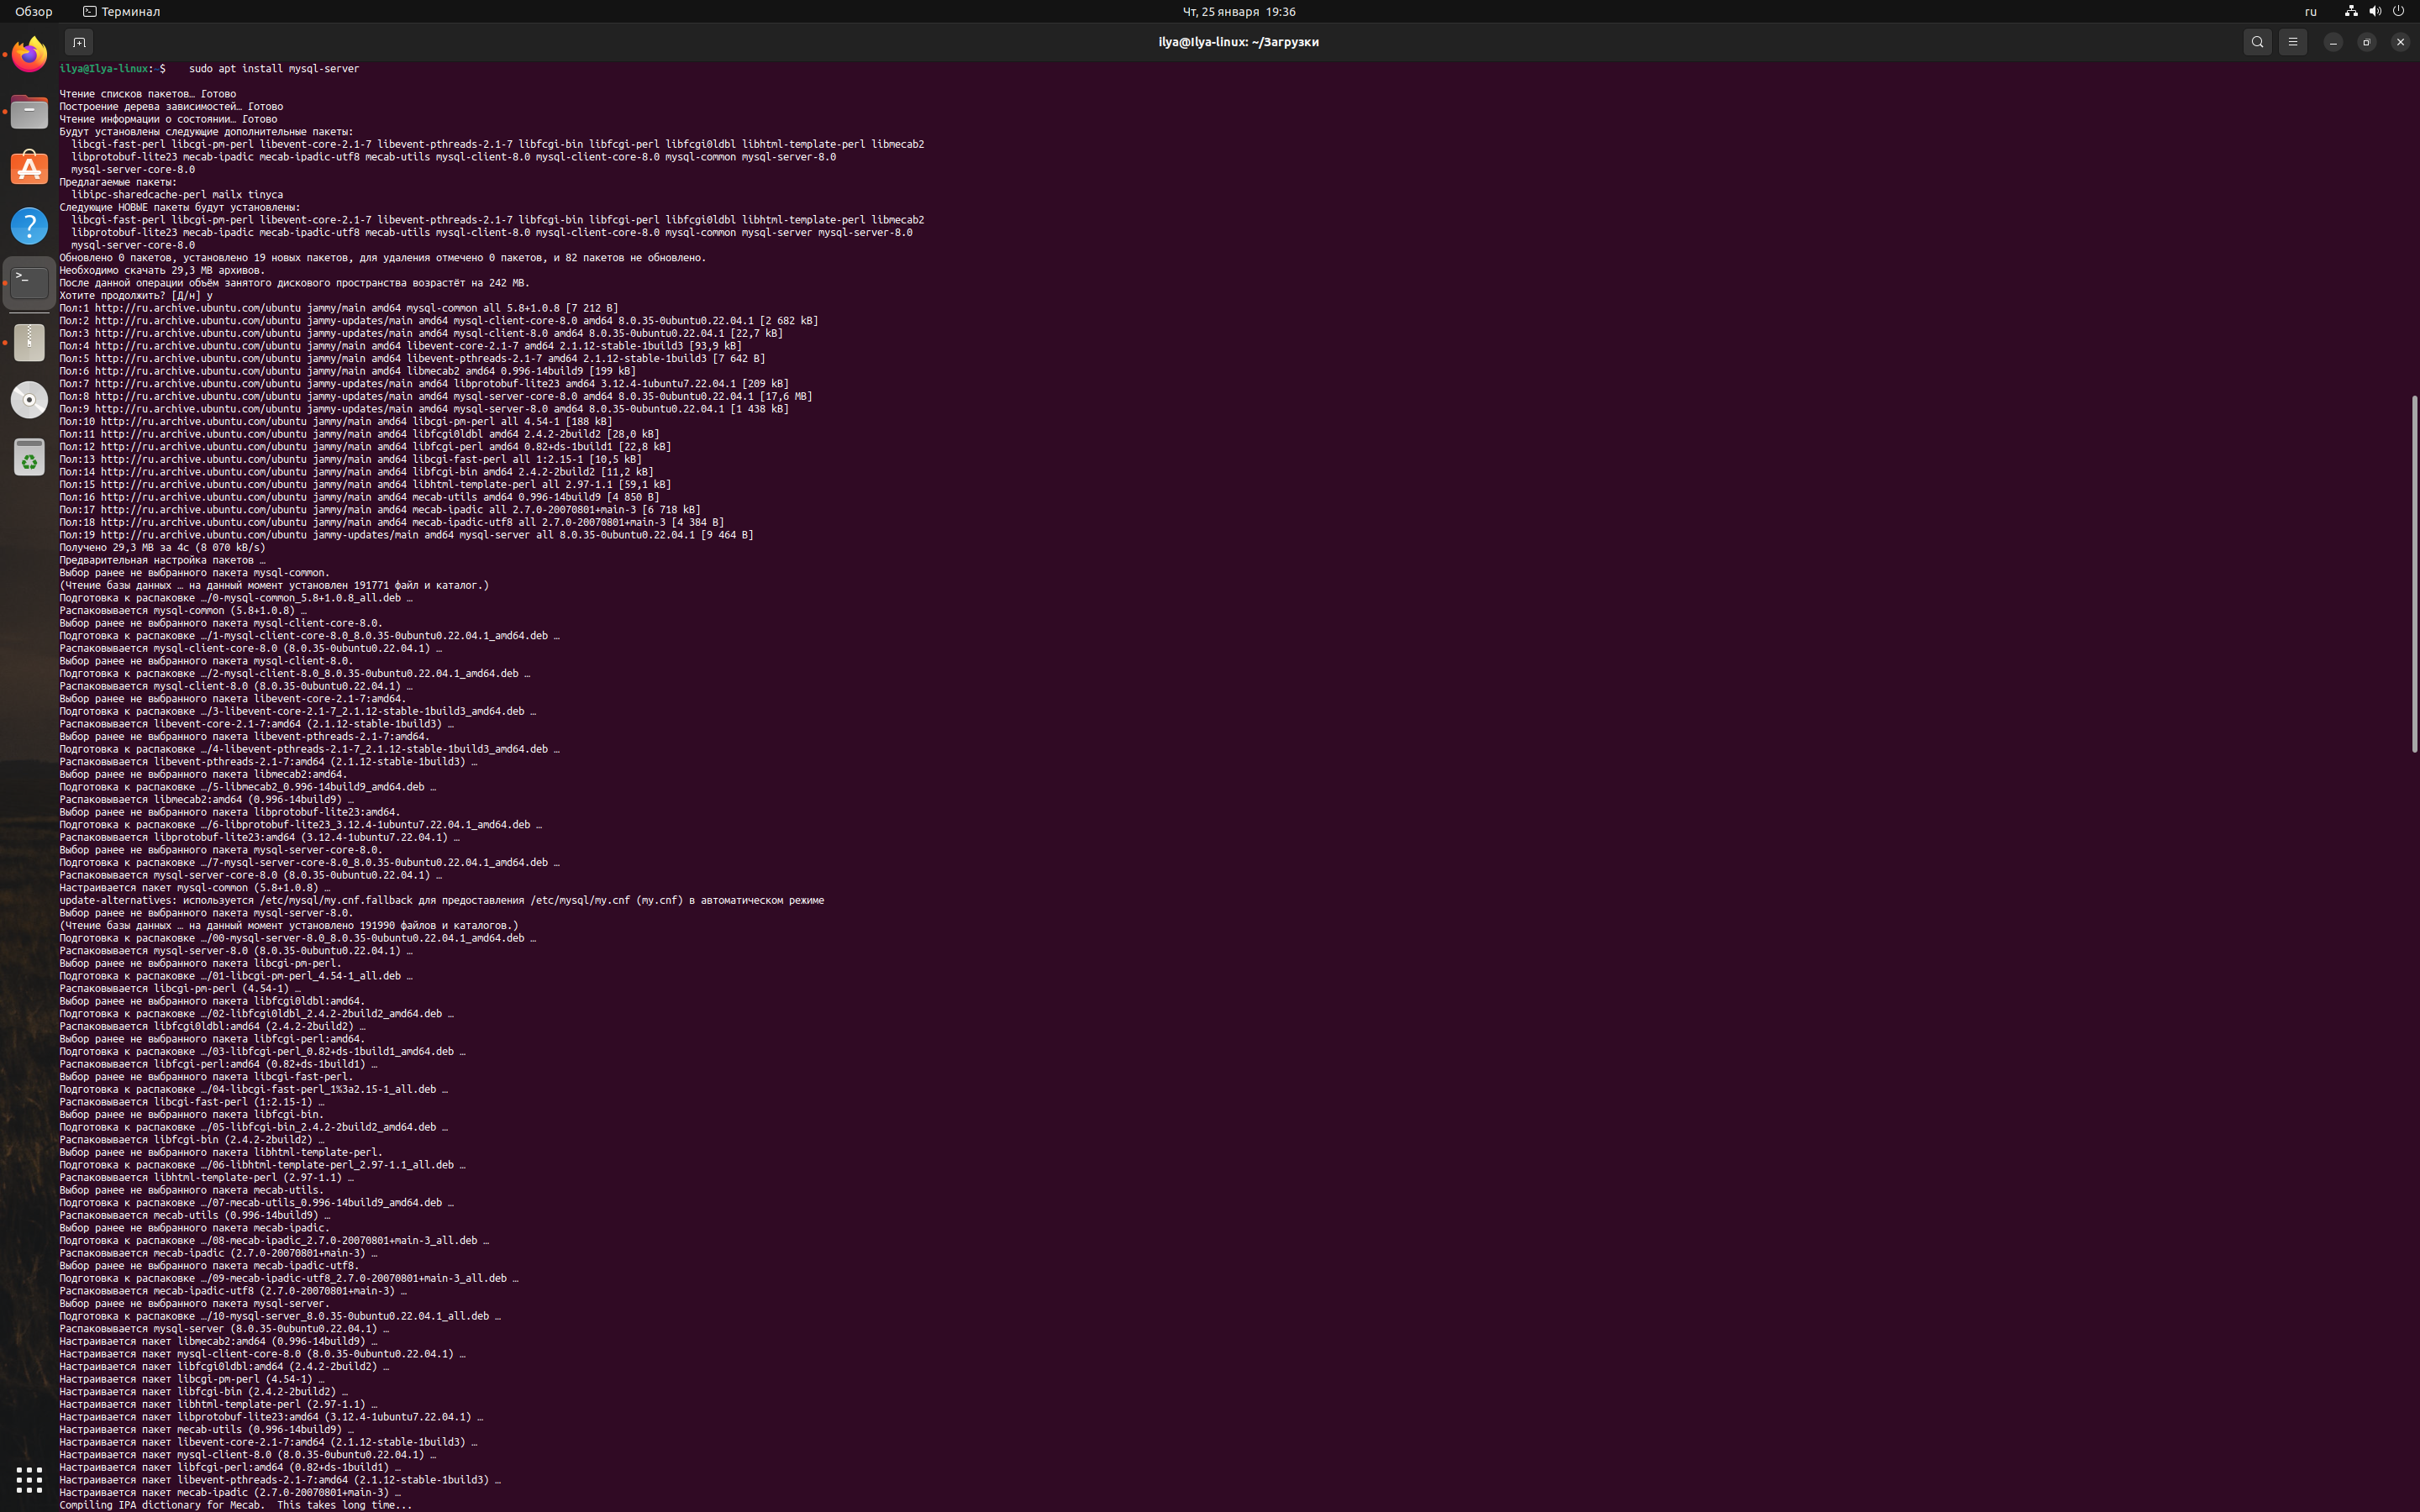 Обзор
Терминал
Чт, 25 января 19:36
ru
ilya@Ilya-linux: ~/Загрузки
ilya@Ilya-linux:~$    sudo apt install mysql-server
Чтение списков пакетов… Готово
Построение дерева зависимостей… Готово
Чтение информации о состоянии… Готово
Будут установлены следующие дополнительные пакеты:
  libcgi-fast-perl libcgi-pm-perl libevent-core-2.1-7 libevent-pthreads-2.1-7 libfcgi-bin libfcgi-perl libfcgi0ldbl libhtml-template-perl libmecab2
  libprotobuf-lite23 mecab-ipadic mecab-ipadic-utf8 mecab-utils mysql-client-8.0 mysql-client-core-8.0 mysql-common mysql-server-8.0
  mysql-server-core-8.0
Предлагаемые пакеты:
  libipc-sharedcache-perl mailx tinyca
Следующие НОВЫЕ пакеты будут установлены:
  libcgi-fast-perl libcgi-pm-perl libevent-core-2.1-7 libevent-pthreads-2.1-7 libfcgi-bin libfcgi-perl libfcgi0ldbl libhtml-template-perl libmecab2
  libprotobuf-lite23 mecab-ipadic mecab-ipadic-utf8 mecab-utils mysql-client-8.0 mysql-client-core-8.0 mysql-common mysql-server mysql-server-8.0
  mysql-server-core-8.0
Обновлено 0 пакетов, установлено 19 новых пакетов, для удаления отмечено 0 пакетов, и 82 пакетов не обновлено.
Необходимо скачать 29,3 MB архивов.
После данной операции объём занятого дискового пространства возрастёт на 242 MB.
Хотите продолжить? [Д/н] y
Пол:1 http://ru.archive.ubuntu.com/ubuntu jammy/main amd64 mysql-common all 5.8+1.0.8 [7 212 B]
Пол:2 http://ru.archive.ubuntu.com/ubuntu jammy-updates/main amd64 mysql-client-core-8.0 amd64 8.0.35-0ubuntu0.22.04.1 [2 682 kB]
Пол:3 http://ru.archive.ubuntu.com/ubuntu jammy-updates/main amd64 mysql-client-8.0 amd64 8.0.35-0ubuntu0.22.04.1 [22,7 kB]
Пол:4 http://ru.archive.ubuntu.com/ubuntu jammy/main amd64 libevent-core-2.1-7 amd64 2.1.12-stable-1build3 [93,9 kB]
Пол:5 http://ru.archive.ubuntu.com/ubuntu jammy/main amd64 libevent-pthreads-2.1-7 amd64 2.1.12-stable-1build3 [7 642 B]
Пол:6 http://ru.archive.ubuntu.com/ubuntu jammy/main amd64 libmecab2 amd64 0.996-14build9 [199 kB]
Пол:7 http://ru.archive.ubuntu.com/ubuntu jammy-updates/main amd64 libprotobuf-lite23 amd64 3.12.4-1ubuntu7.22.04.1 [209 kB]
Пол:8 http://ru.archive.ubuntu.com/ubuntu jammy-updates/main amd64 mysql-server-core-8.0 amd64 8.0.35-0ubuntu0.22.04.1 [17,6 MB]
Пол:9 http://ru.archive.ubuntu.com/ubuntu jammy-updates/main amd64 mysql-server-8.0 amd64 8.0.35-0ubuntu0.22.04.1 [1 438 kB]
Пол:10 http://ru.archive.ubuntu.com/ubuntu jammy/main amd64 libcgi-pm-perl all 4.54-1 [188 kB]
Пол:11 http://ru.archive.ubuntu.com/ubuntu jammy/main amd64 libfcgi0ldbl amd64 2.4.2-2build2 [28,0 kB]
Пол:12 http://ru.archive.ubuntu.com/ubuntu jammy/main amd64 libfcgi-perl amd64 0.82+ds-1build1 [22,8 kB]
Пол:13 http://ru.archive.ubuntu.com/ubuntu jammy/main amd64 libcgi-fast-perl all 1:2.15-1 [10,5 kB]
Пол:14 http://ru.archive.ubuntu.com/ubuntu jammy/main amd64 libfcgi-bin amd64 2.4.2-2build2 [11,2 kB]
Пол:15 http://ru.archive.ubuntu.com/ubuntu jammy/main amd64 libhtml-template-perl all 2.97-1.1 [59,1 kB]
Пол:16 http://ru.archive.ubuntu.com/ubuntu jammy/main amd64 mecab-utils amd64 0.996-14build9 [4 850 B]
Пол:17 http://ru.archive.ubuntu.com/ubuntu jammy/main amd64 mecab-ipadic all 2.7.0-20070801+main-3 [6 718 kB]
Пол:18 http://ru.archive.ubuntu.com/ubuntu jammy/main amd64 mecab-ipadic-utf8 all 2.7.0-20070801+main-3 [4 384 B]
Пол:19 http://ru.archive.ubuntu.com/ubuntu jammy-updates/main amd64 mysql-server all 8.0.35-0ubuntu0.22.04.1 [9 464 B]
Получено 29,3 MB за 4с (8 070 kB/s)
Предварительная настройка пакетов …
Выбор ранее не выбранного пакета mysql-common.
(Чтение базы данных … на данный момент установлен 191771 файл и каталог.)
Подготовка к распаковке …/0-mysql-common_5.8+1.0.8_all.deb …
Распаковывается mysql-common (5.8+1.0.8) …
Выбор ранее не выбранного пакета mysql-client-core-8.0.
Подготовка к распаковке …/1-mysql-client-core-8.0_8.0.35-0ubuntu0.22.04.1_amd64.deb …
Распаковывается mysql-client-core-8.0 (8.0.35-0ubuntu0.22.04.1) …
Выбор ранее не выбранного пакета mysql-client-8.0.
Подготовка к распаковке …/2-mysql-client-8.0_8.0.35-0ubuntu0.22.04.1_amd64.deb …
Распаковывается mysql-client-8.0 (8.0.35-0ubuntu0.22.04.1) …
Выбор ранее не выбранного пакета libevent-core-2.1-7:amd64.
Подготовка к распаковке …/3-libevent-core-2.1-7_2.1.12-stable-1build3_amd64.deb …
Распаковывается libevent-core-2.1-7:amd64 (2.1.12-stable-1build3) …
Выбор ранее не выбранного пакета libevent-pthreads-2.1-7:amd64.
Подготовка к распаковке …/4-libevent-pthreads-2.1-7_2.1.12-stable-1build3_amd64.deb …
Распаковывается libevent-pthreads-2.1-7:amd64 (2.1.12-stable-1build3) …
Выбор ранее не выбранного пакета libmecab2:amd64.
Подготовка к распаковке …/5-libmecab2_0.996-14build9_amd64.deb …
Распаковывается libmecab2:amd64 (0.996-14build9) …
Выбор ранее не выбранного пакета libprotobuf-lite23:amd64.
Подготовка к распаковке …/6-libprotobuf-lite23_3.12.4-1ubuntu7.22.04.1_amd64.deb …
Распаковывается libprotobuf-lite23:amd64 (3.12.4-1ubuntu7.22.04.1) …
Выбор ранее не выбранного пакета mysql-server-core-8.0.
Подготовка к распаковке …/7-mysql-server-core-8.0_8.0.35-0ubuntu0.22.04.1_amd64.deb …
Распаковывается mysql-server-core-8.0 (8.0.35-0ubuntu0.22.04.1) …
Настраивается пакет mysql-common (5.8+1.0.8) …
update-alternatives: используется /etc/mysql/my.cnf.fallback для предоставления /etc/mysql/my.cnf (my.cnf) в автоматическом режиме
Выбор ранее не выбранного пакета mysql-server-8.0.
(Чтение базы данных … на данный момент установлено 191990 файлов и каталогов.)
Подготовка к распаковке …/00-mysql-server-8.0_8.0.35-0ubuntu0.22.04.1_amd64.deb …
Распаковывается mysql-server-8.0 (8.0.35-0ubuntu0.22.04.1) …
Выбор ранее не выбранного пакета libcgi-pm-perl.
Подготовка к распаковке …/01-libcgi-pm-perl_4.54-1_all.deb …
Распаковывается libcgi-pm-perl (4.54-1) …
Выбор ранее не выбранного пакета libfcgi0ldbl:amd64.
Подготовка к распаковке …/02-libfcgi0ldbl_2.4.2-2build2_amd64.deb …
Распаковывается libfcgi0ldbl:amd64 (2.4.2-2build2) …
Выбор ранее не выбранного пакета libfcgi-perl:amd64.
Подготовка к распаковке …/03-libfcgi-perl_0.82+ds-1build1_amd64.deb …
Распаковывается libfcgi-perl:amd64 (0.82+ds-1build1) …
Выбор ранее не выбранного пакета libcgi-fast-perl.
Подготовка к распаковке …/04-libcgi-fast-perl_1%3a2.15-1_all.deb …
Распаковывается libcgi-fast-perl (1:2.15-1) …
Выбор ранее не выбранного пакета libfcgi-bin.
Подготовка к распаковке …/05-libfcgi-bin_2.4.2-2build2_amd64.deb …
Распаковывается libfcgi-bin (2.4.2-2build2) …
Выбор ранее не выбранного пакета libhtml-template-perl.
Подготовка к распаковке …/06-libhtml-template-perl_2.97-1.1_all.deb …
Распаковывается libhtml-template-perl (2.97-1.1) …
Выбор ранее не выбранного пакета mecab-utils.
Подготовка к распаковке …/07-mecab-utils_0.996-14build9_amd64.deb …
Распаковывается mecab-utils (0.996-14build9) …
Выбор ранее не выбранного пакета mecab-ipadic.
Подготовка к распаковке …/08-mecab-ipadic_2.7.0-20070801+main-3_all.deb …
Распаковывается mecab-ipadic (2.7.0-20070801+main-3) …
Выбор ранее не выбранного пакета mecab-ipadic-utf8.
Подготовка к распаковке …/09-mecab-ipadic-utf8_2.7.0-20070801+main-3_all.deb …
Распаковывается mecab-ipadic-utf8 (2.7.0-20070801+main-3) …
Выбор ранее не выбранного пакета mysql-server.
Подготовка к распаковке …/10-mysql-server_8.0.35-0ubuntu0.22.04.1_all.deb …
Распаковывается mysql-server (8.0.35-0ubuntu0.22.04.1) …
Настраивается пакет libmecab2:amd64 (0.996-14build9) …
Настраивается пакет mysql-client-core-8.0 (8.0.35-0ubuntu0.22.04.1) …
Настраивается пакет libfcgi0ldbl:amd64 (2.4.2-2build2) …
Настраивается пакет libcgi-pm-perl (4.54-1) …
Настраивается пакет libfcgi-bin (2.4.2-2build2) …
Настраивается пакет libhtml-template-perl (2.97-1.1) …
Настраивается пакет libprotobuf-lite23:amd64 (3.12.4-1ubuntu7.22.04.1) …
Настраивается пакет mecab-utils (0.996-14build9) …
Настраивается пакет libevent-core-2.1-7:amd64 (2.1.12-stable-1build3) …
Настраивается пакет mysql-client-8.0 (8.0.35-0ubuntu0.22.04.1) …
Настраивается пакет libfcgi-perl:amd64 (0.82+ds-1build1) …
Настраивается пакет libevent-pthreads-2.1-7:amd64 (2.1.12-stable-1build3) …
Настраивается пакет mecab-ipadic (2.7.0-20070801+main-3) …
Compiling IPA dictionary for Mecab.  This takes long time...